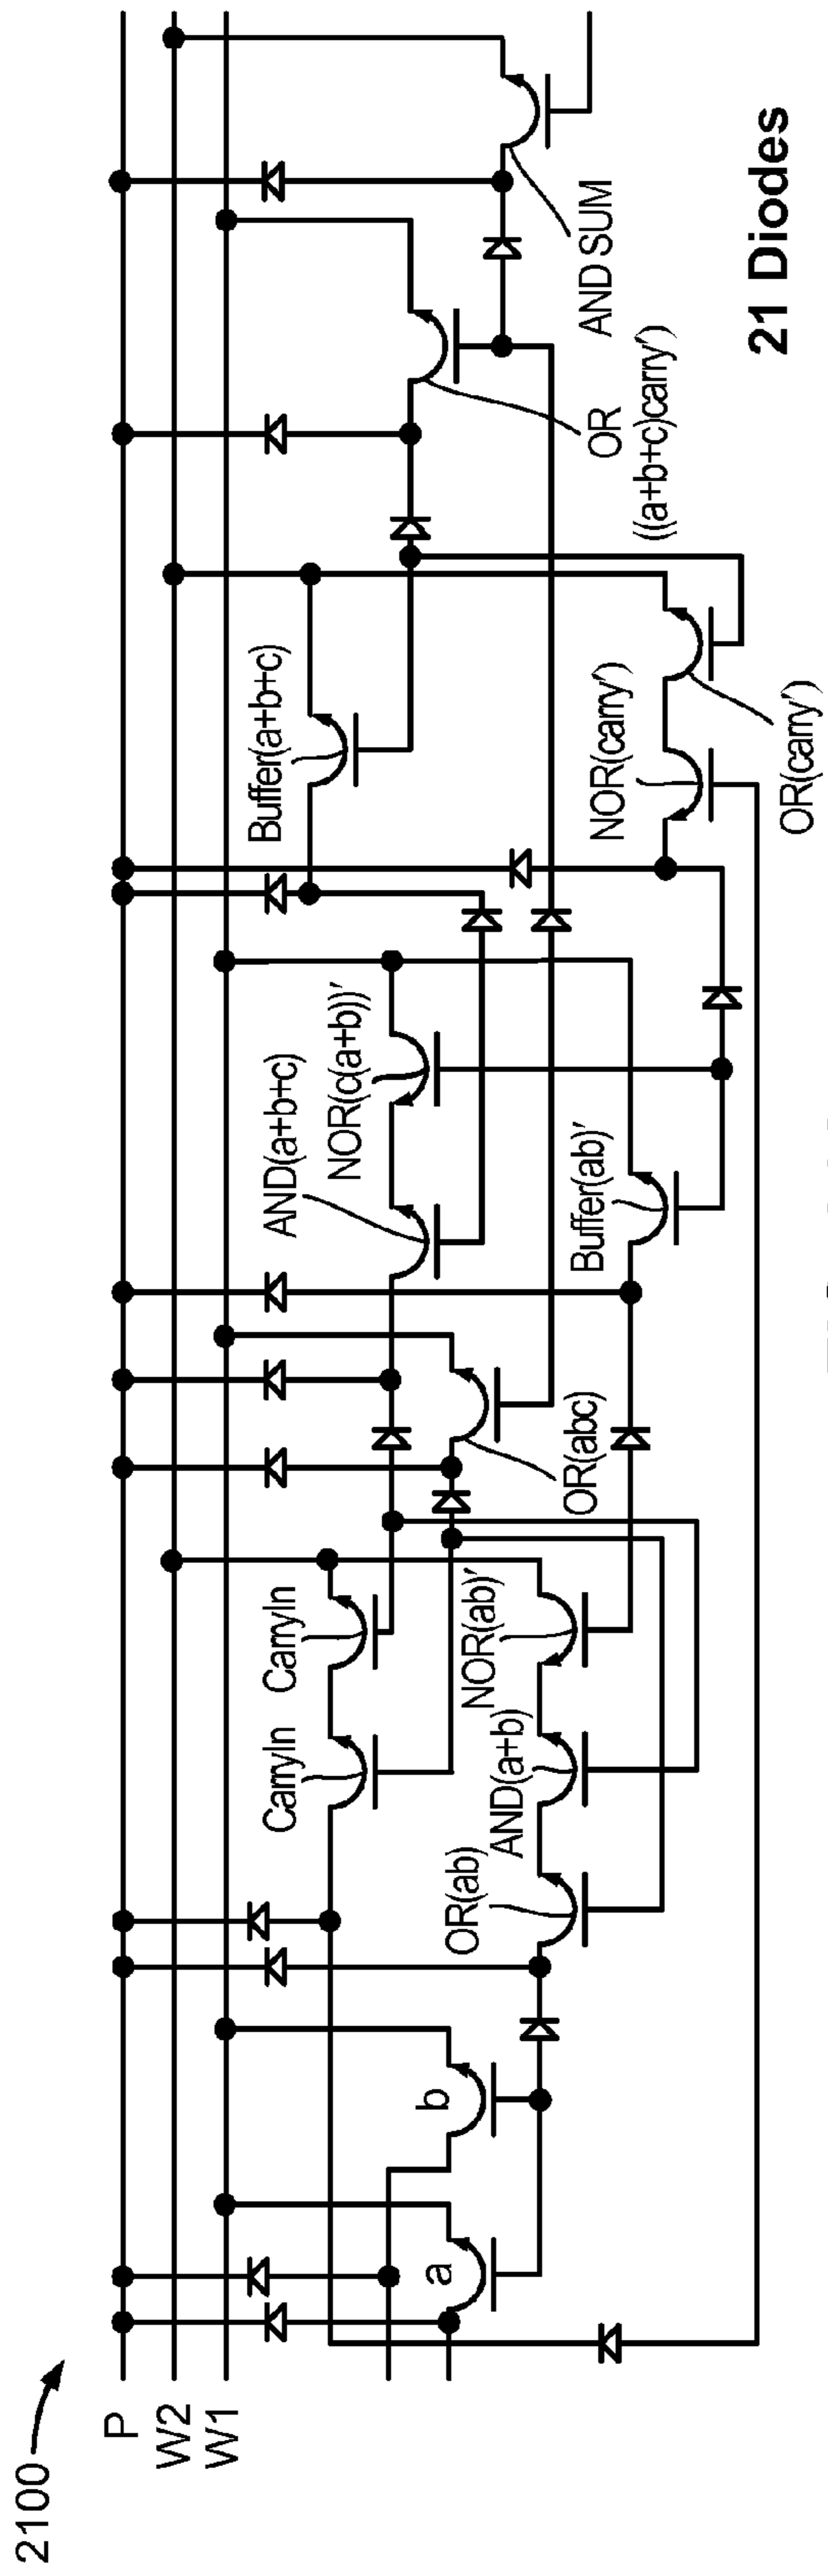 2100
P
W2
W1
a
b
CarryIn
CarryIn
OR(ab)
AND(a+b)
NOR(ab)′
OR(abc)
AND(a+b+c)
NOR(c(a+b))′
Buffer(ab)′
Buffer(a+b+c)
NOR(carry′)
OR(carry′)
OR
((a+b+c)carry′)
AND SUM
21 Diodes